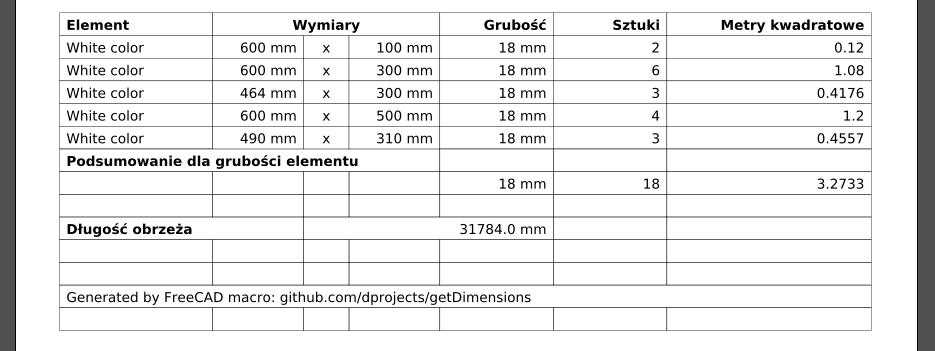 Element Wymiary Grubość Sztuki Metry kwadratowe
White color 600 mm x 100 mm 18 mm 2 0.12
White color 600 mm x 300 mm 18 mm 6 1.08
White color 464 mm x 300 mm 18 mm 3 0.4176
White color 600 mm x 500 mm 18 mm 4 1.2
White color 490 mm x 310 mm 18 mm 3 0.4557
Podsumowanie dla grubości elementu
18 mm 18 3.2733
Długość obrzeża 31784.0 mm
Generated by FreeCAD macro: github.com/dprojects/getDimensions